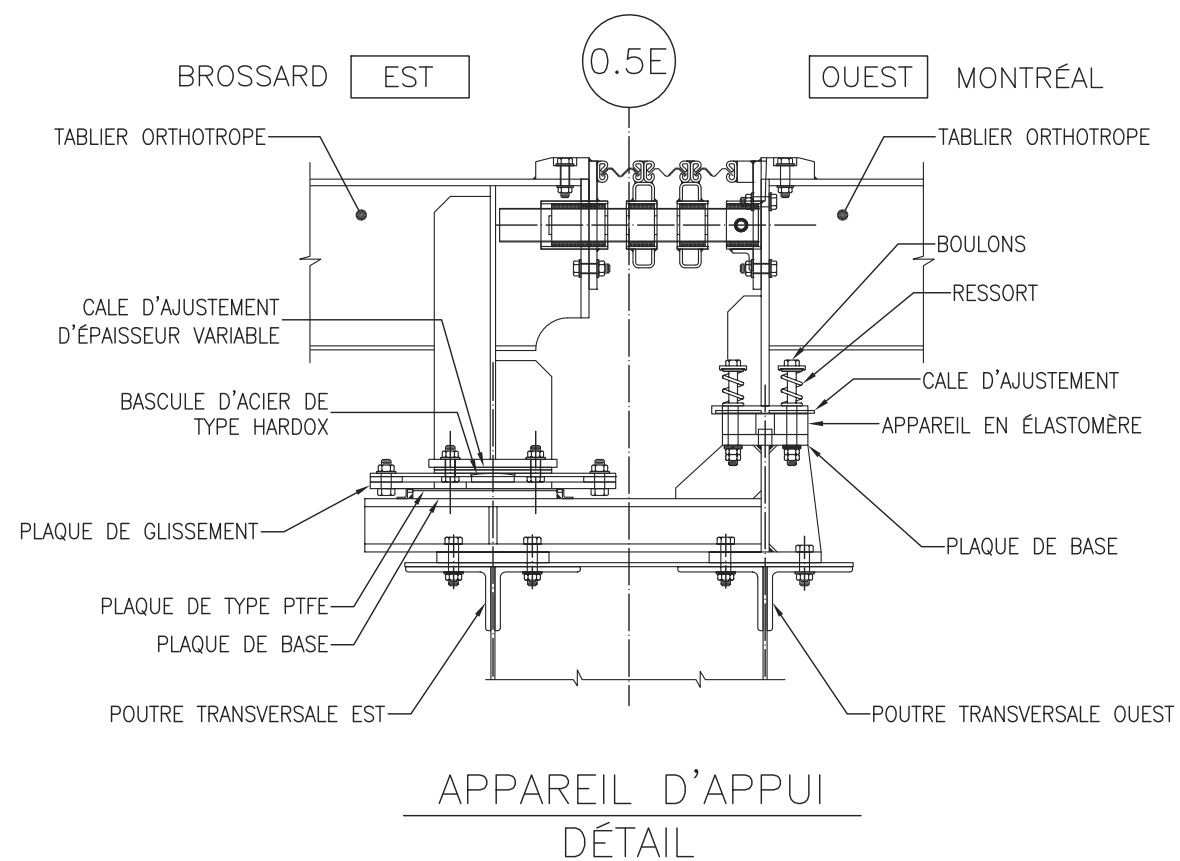 0.5E
BROSSARD EST
OUEST MONTRÉAL
TABLIER ORTHOTROPE
TABLIER ORTHOTROPE
BOULONS
RESSORT
CALE D'AJUSTEMENT
D'ÉPAISSEUR VARIABLE
CALE D'AJUSTEMENT
BASCULE D'ACIER DE
TYPE HARDOX
APPAREIL EN ÉLASTOMÈRE
PLAQUE DE GLISSEMENT
PLAQUE DE BASE
PLAQUE DE TYPE PTFE
PLAQUE DE BASE
POUTRE TRANSVERSALE EST
POUTRE TRANSVERSALE OUEST
APPAREIL D'APPUI
DÉTAIL